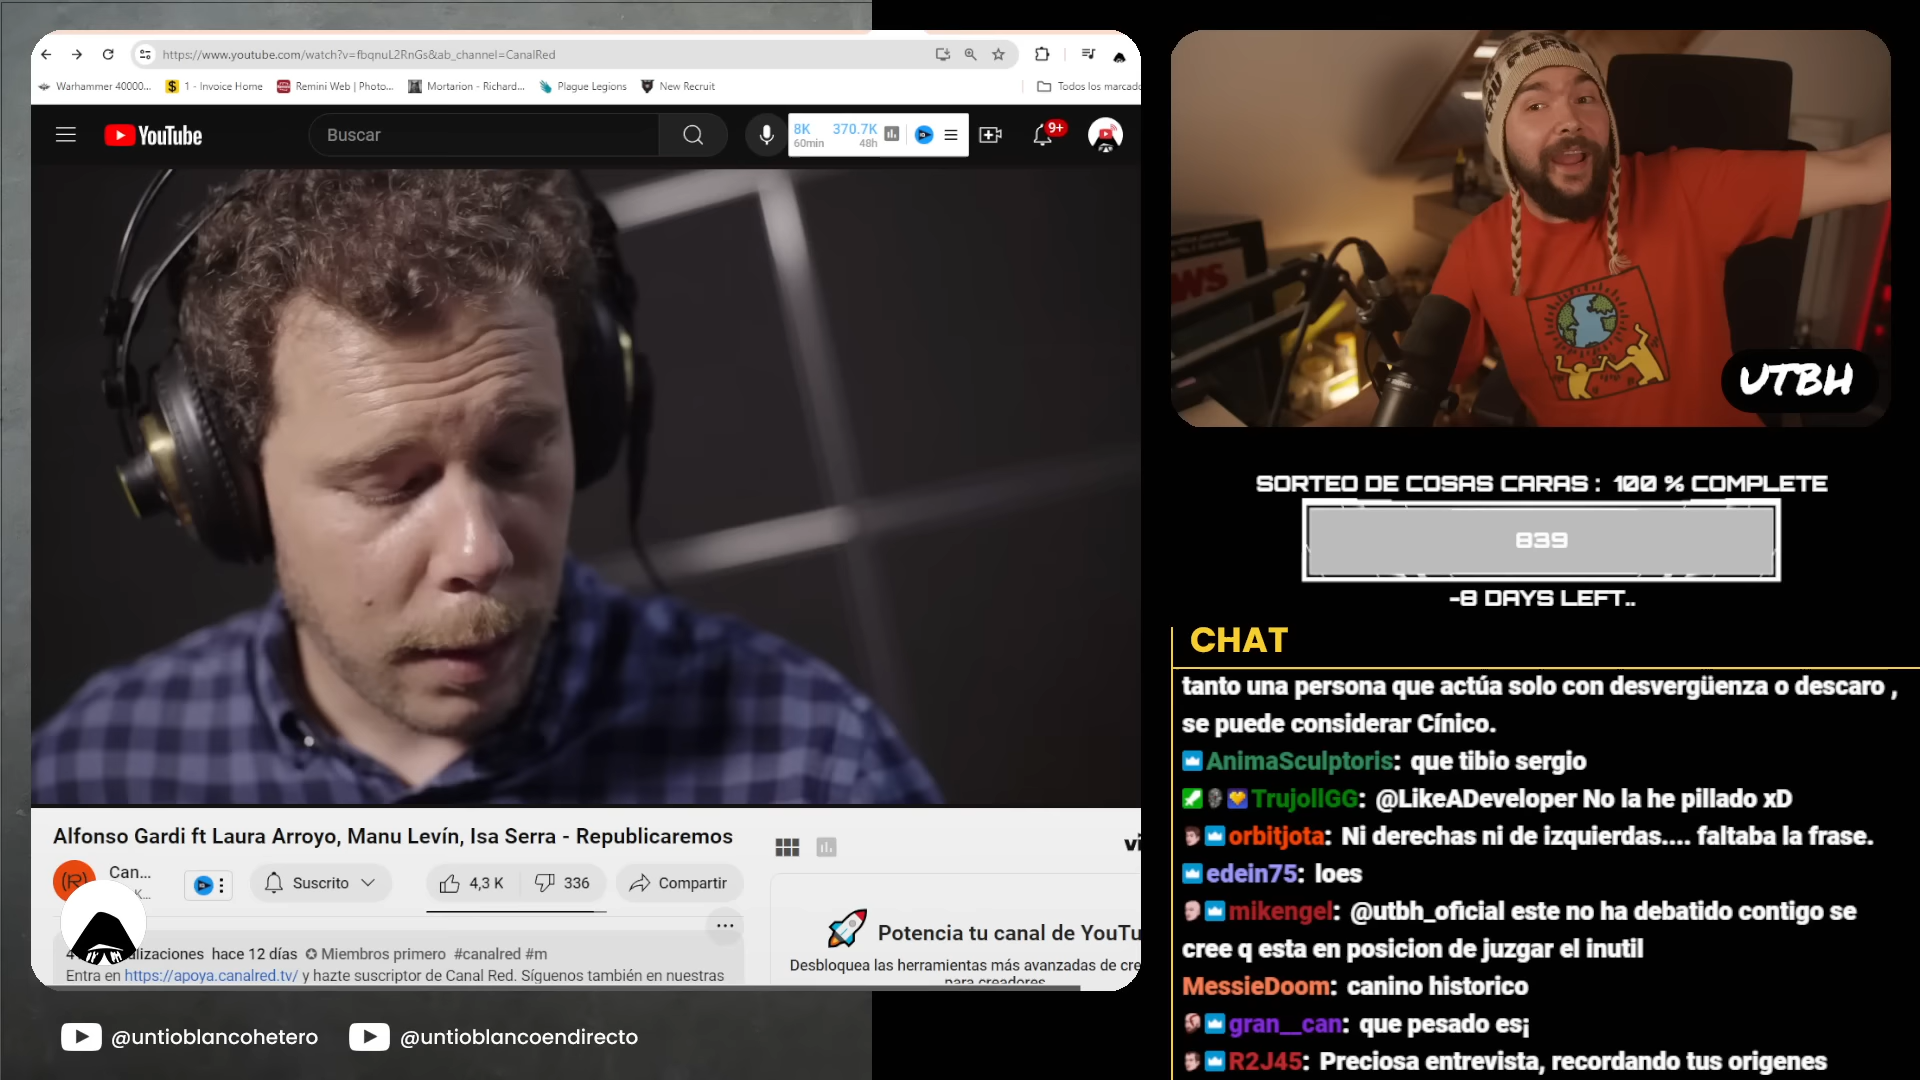 https://www.youtube.com/watch?v=fbqnuL2RnGs&ab_channel=CanalRed
Warhammer 40000...
1 - Invoice Home
Remini Web | Photo...
Mortarion - Richard...
Plague Legions
New Recruit
Todos los marcado
YouTube
Buscar
8K
60min
370.7K
48h
9+
Alfonso Gardi ft Laura Arroyo, Manu Levín, Isa Serra - Republicaremos
Can...
Suscrito
4,3 K
336
Compartir
4
lizaciones hace 12 días Miembros primero #canalred #m
Entra en https://apoya.canalred.tv/ y hazte suscriptor de Canal Red. Síguenos también en nuestras
vi
Potencia tu canal de YouTu
Desbloquea las herramientas más avanzadas de cre
para creadores
@untioblancohetero
@untioblancoendirecto
UTBH
SORTEO DE COSAS CARAS : 100 % COMPLETE
839
-8 DAYS LEFT..
CHAT
tanto una persona que actúa solo con desvergüenza o descaro ,
se puede considerar Cínico.
AnimaSculptoris: que tibio sergio
TrujollGG: @LikeADeveloper No la he pillado xD
orbitjota: Ni derechas ni de izquierdas.... faltaba la frase.
edein75: loes
mikengel: @utbh_oficial este no ha debatido contigo se
cree q esta en posicion de juzgar el inutil
MessieDoom: canino historico
gran__can: que pesado es¡
R2J45: Preciosa entrevista, recordando tus origenes